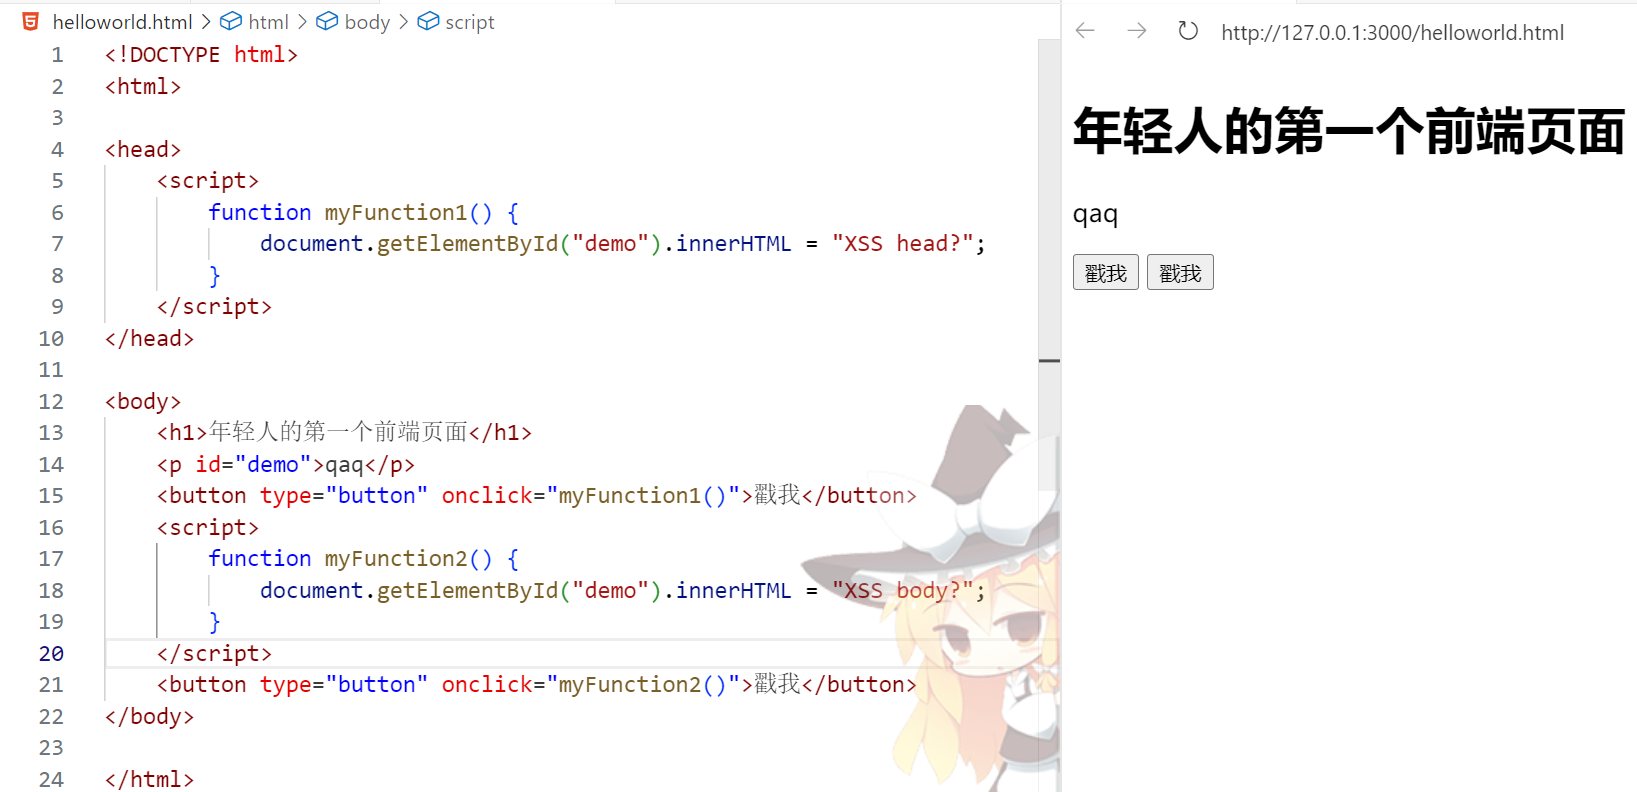 helloworld.html > html > body > script
1 <!DOCTYPE html>
2 <html>
3
4 <head>
5     <script>
6         function myFunction1() {
7             document.getElementById("demo").innerHTML = "XSS head?";
8         }
9     </script>
10 </head>
11
12 <body>
13     <h1>年轻人的第一个前端页面</h1>
14     <p id="demo">qaq</p>
15     <button type="button" onclick="myFunction1()">戳我</button>
16     <script>
17         function myFunction2() {
18             document.getElementById("demo").innerHTML = "XSS body?";
19         }
20     </script>
21     <button type="button" onclick="myFunction2()">戳我</button>
22 </body>
23
24 </html>
http://127.0.0.1:3000/helloworld.html
年轻人的第一个前端页面
qaq
戳我 戳我